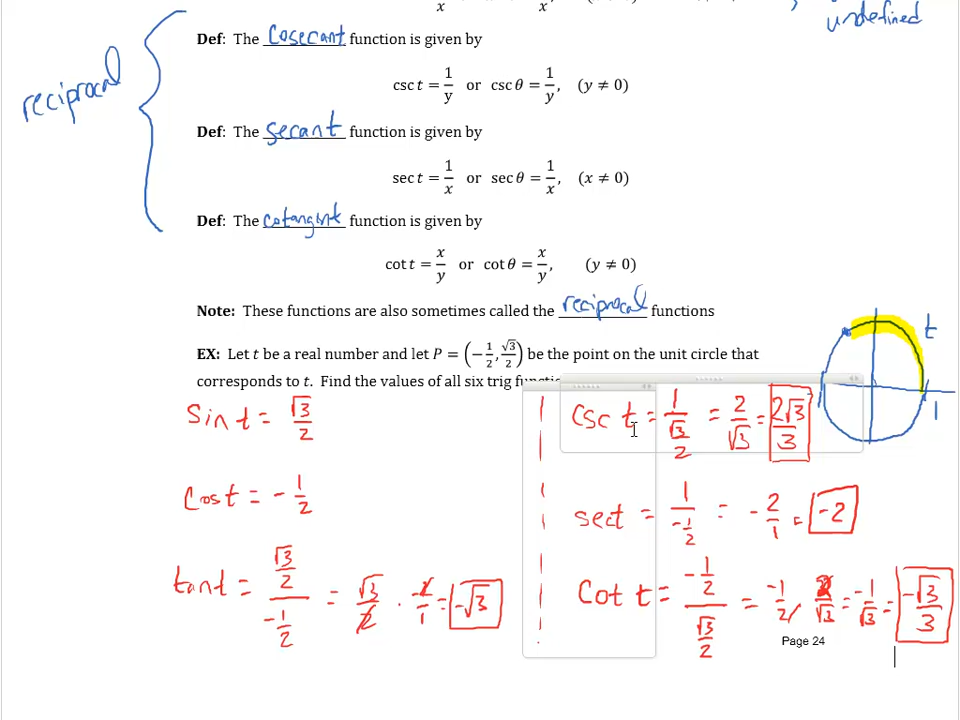 undefined
reciprocal
Def: The Cosecant function is given by
csc t = 1/y or csc θ = 1/y, (y ≠ 0)
Def: The secant function is given by
sec t = 1/x or sec θ = 1/x, (x ≠ 0)
Def: The cotangent function is given by
cot t = x/y or cot θ = x/y, (y ≠ 0)
Note: These functions are also sometimes called the reciprocal functions
EX: Let t be a real number and let P = (−1/2, √3/2) be the point on the unit circle that
corresponds to t. Find the values of all six trig
t
1
Sin t = √3/2
Csc t = 1/(√3/2) = 2/√3 = 2√3/3
Cos t = −1/2
sec t = 1/(−1/2) = −2/1 = −2
tan t = (√3/2)/(−1/2) = √3/2 · −2/1 = −√3
Cot t = (−1/2)/(√3/2) = −1/2 · 2/√3 = −1/√3 = −√3/3
Page 24